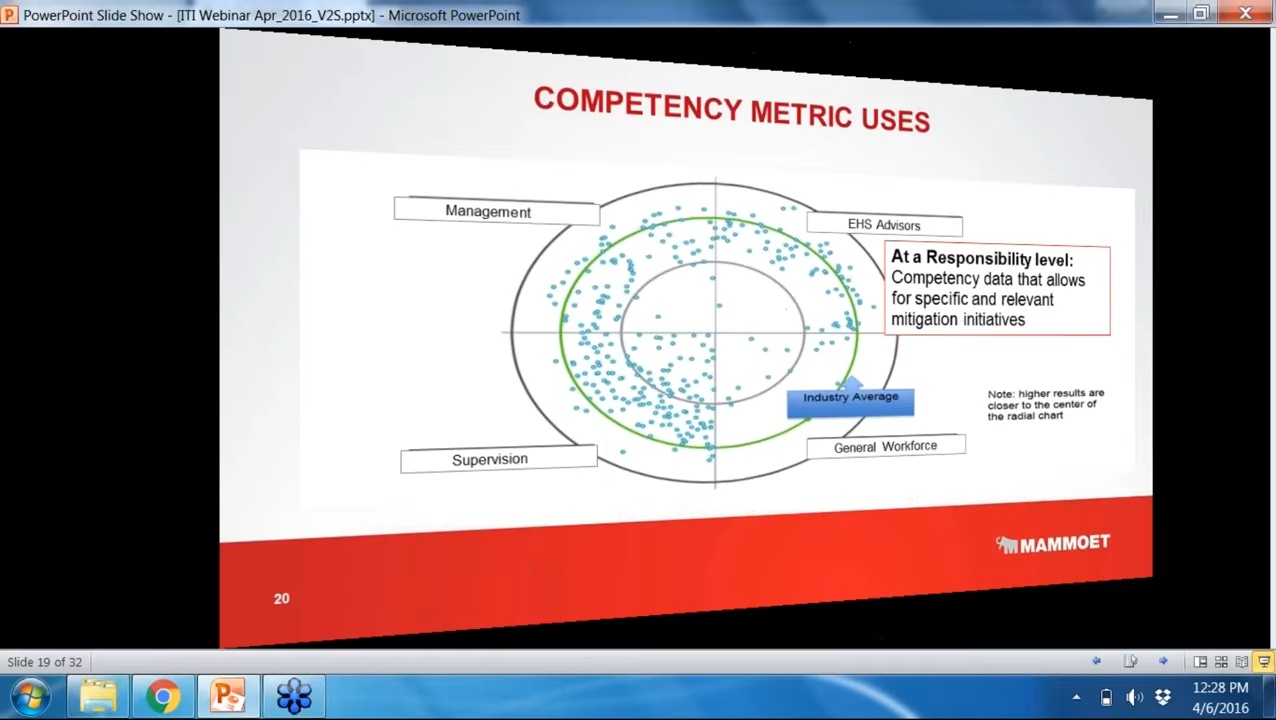 PowerPoint Slide Show - [ITI Webinar Apr_2016_V2S.pptx] - Microsoft PowerPoint
COMPETENCY METRIC USES
Management
EHS Advisors
At a Responsibility level:
Competency data that allows
for specific and relevant
mitigation initiatives
Industry Average
Note: higher results are
closer to the center of
the radial chart
Supervision
General Workforce
MAMMOET
20
Slide 19 of 32
12:28 PM
4/6/2016